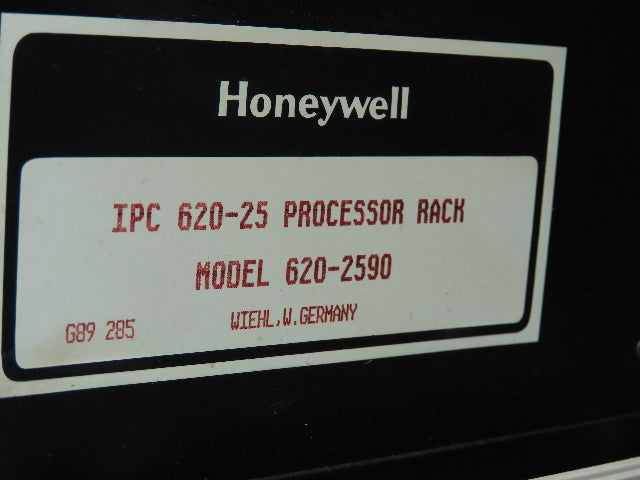 Honeywell
IPC 620-25 PROCESSOR RACK
MODEL 620-2590
G89 285
WIEHL,W.GERMANY